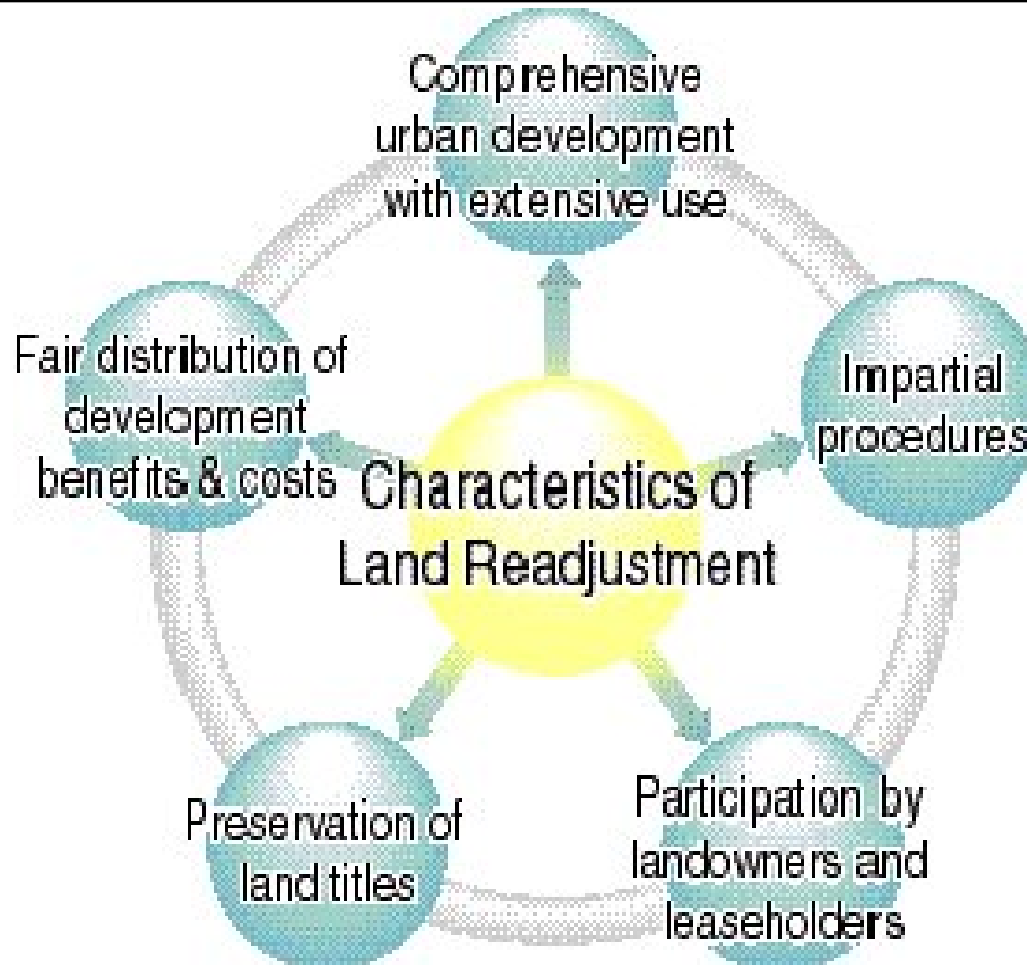 Comprehensive
urban development
with extensive use
Fair distribution of
development
benefits & costs
Impartial
procedures
Characteristics of
Land Readjustment
Preservation of
land titles
Participation by
landowners and
leaseholders